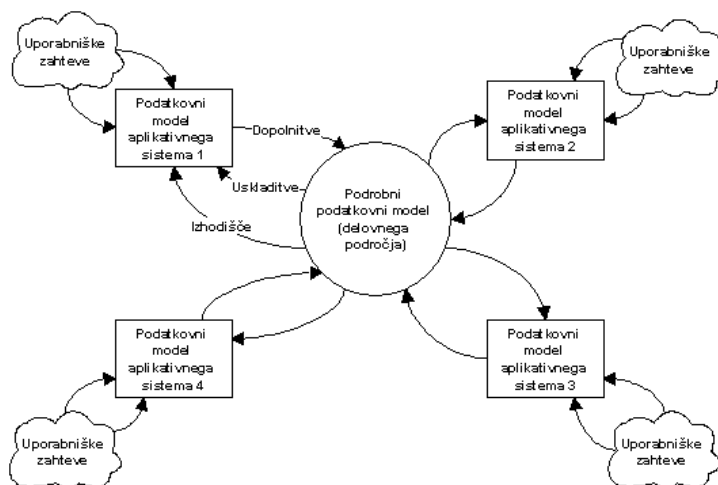 Uporabniške
zahteve
Uporabniške
zahteve
Podatkovni
model
aplikativnega
sistema 1
Podatkovni
model
aplikativnega
sistema 2
Dopolnitve
Uskladitve
Izhodišče
Podrobni
podatkovni model
(delovnega
področja)
Podatkovni
model
aplikativnega
sistema 4
Podatkovni
model
aplikativnega
sistema 3
Uporabniške
zahteve
Uporabniške
zahteve